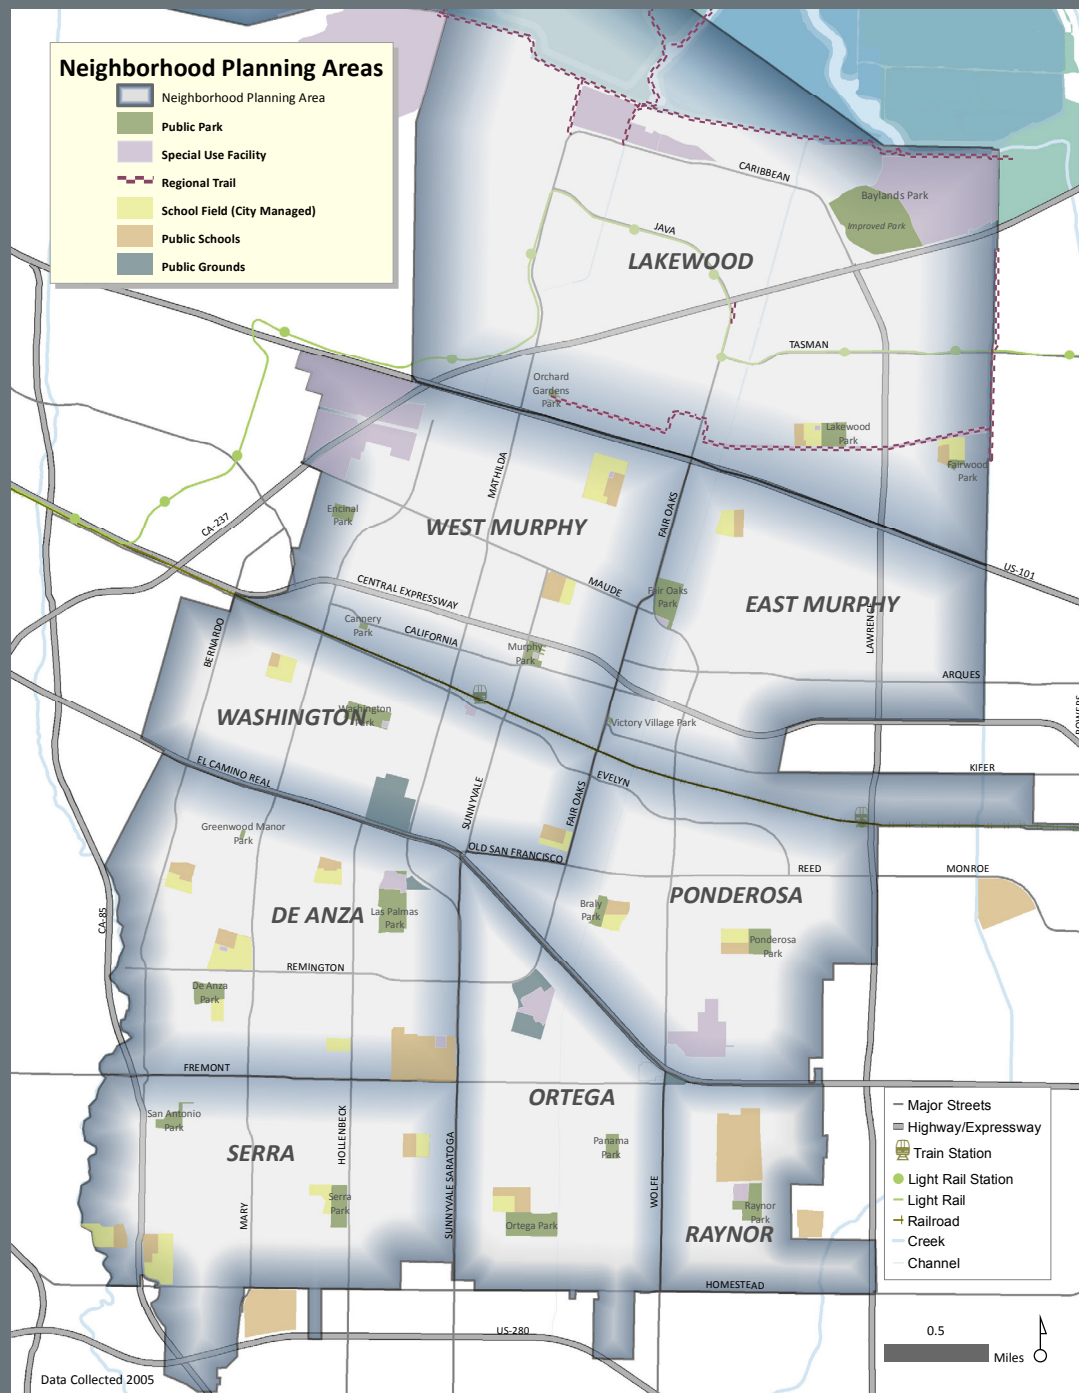 Neighborhood Planning Areas
Neighborhood Planning Area
Public Park
Special Use Facility
Regional Trail
School Field (City Managed)
Public Schools
Public Grounds
CARIBBEAN
Baylands Park
Improved Park
JAVA
LAKEWOOD
TASMAN
Orchard
Gardens
Park
Lakewood
Park
Fairwood
Park
MATHILDA
FAIR OAKS
Encinal
Park
CA-237
WEST MURPHY
US-101
CENTRAL EXPRESSWAY
MAUDE
Fair Oaks
Park
EAST MURPHY
LAWRENCE
BERNARDO
Cannery
Park
CALIFORNIA
Murphy
Park
ARQUES
WASHINGTON
Washington
Park
Victory Village Park
BOWERS
EL CAMINO REAL
SUNNYVALE
EVELYN
FAIR OAKS
KIFER
Greenwood Manor
Park
OLD SAN FRANCISCO
REED
MONROE
CA-85
DE ANZA
Las Palmas
Park
Braly
Park
PONDEROSA
Ponderosa
Park
REMINGTON
De Anza
Park
FREMONT
ORTEGA
San Antonio
Park
HOLLENBECK
SERRA
SUNNYVALE SARATOGA
Panama
Park
MARY
Serra
Park
Ortega Park
WOLFE
Raynor
Park
RAYNOR
HOMESTEAD
US-280
Major Streets
Highway/Expressway
Train Station
Light Rail Station
Light Rail
Railroad
Creek
Channel
0.5
Miles
Data Collected 2005